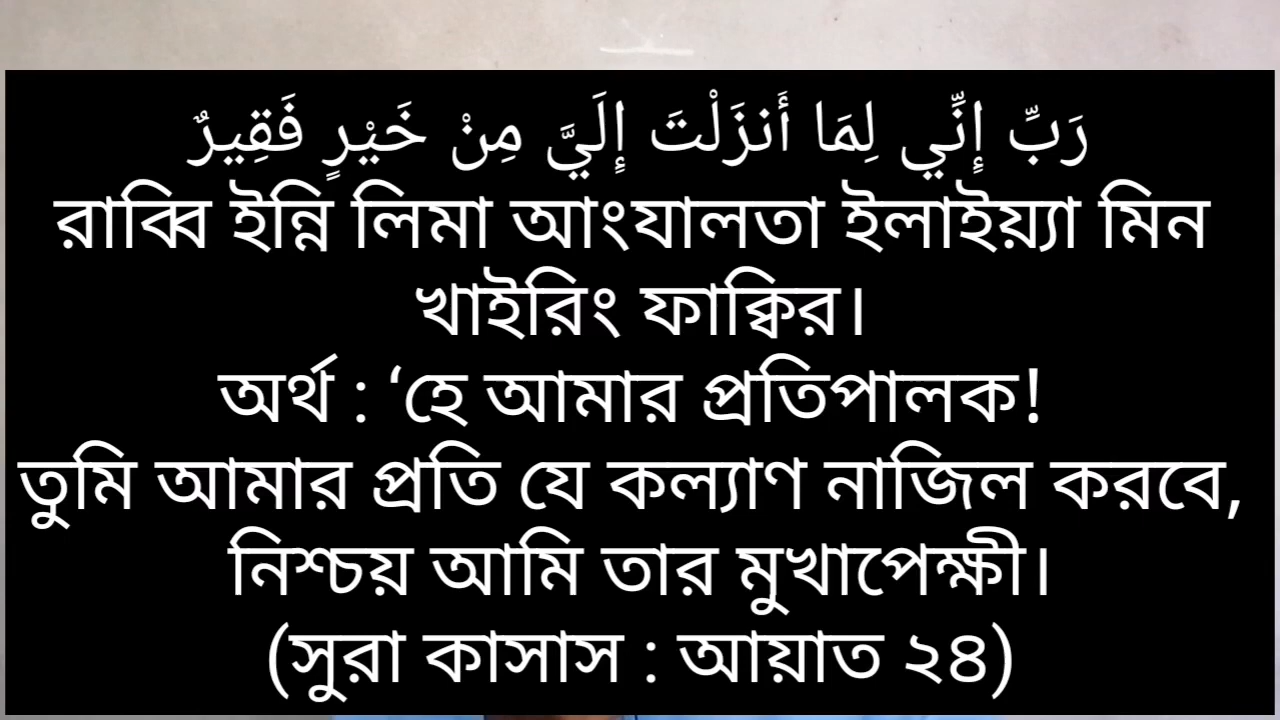 رَبِّ إِنِّي لِمَا أَنزَلْتَ إِلَيَّ مِنْ خَيْرٍ فَقِيرٌ
রাব্বি ইন্নি লিমা আংযালতা ইলাইয়্যা মিন
খাইরিং ফাক্বির।
অর্থ : ‘হে আমার প্রতিপালক!
তুমি আমার প্রতি যে কল্যাণ নাজিল করবে,
নিশ্চয় আমি তার মুখাপেক্ষী।
(সুরা কাসাস : আয়াত ২৪)